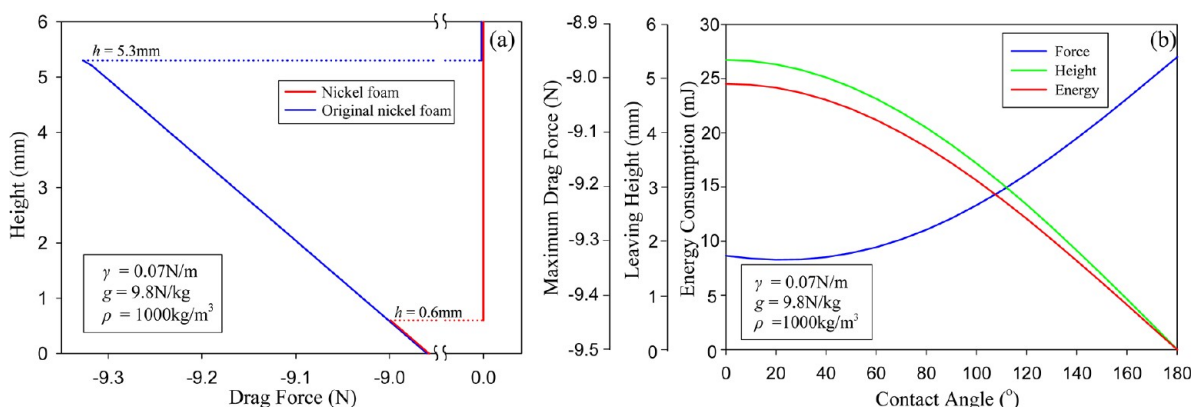 (a)
h = 5.3mm
Nickel foam
Original nickel foam
h = 0.6mm
γ = 0.07N/m
g = 9.8N/kg
ρ = 1000kg/m³
6
5
4
3
2
1
0
Height (mm)
-9.3 -9.2 -9.1 -9.0 0.0
Drag Force (N)
(b)
Force
Height
Energy
γ = 0.07N/m
g = 9.8N/kg
ρ =1000kg/m³
-8.9
-9.0
-9.1
-9.2
-9.3
-9.4
-9.5
Maximum Drag Force (N)
6
5
4
3
2
1
0
Leaving Height (mm)
30
25
20
15
10
5
0
Energy Consumption (mJ)
0 20 40 60 80 100 120 140 160 180
Contact Angle (°)